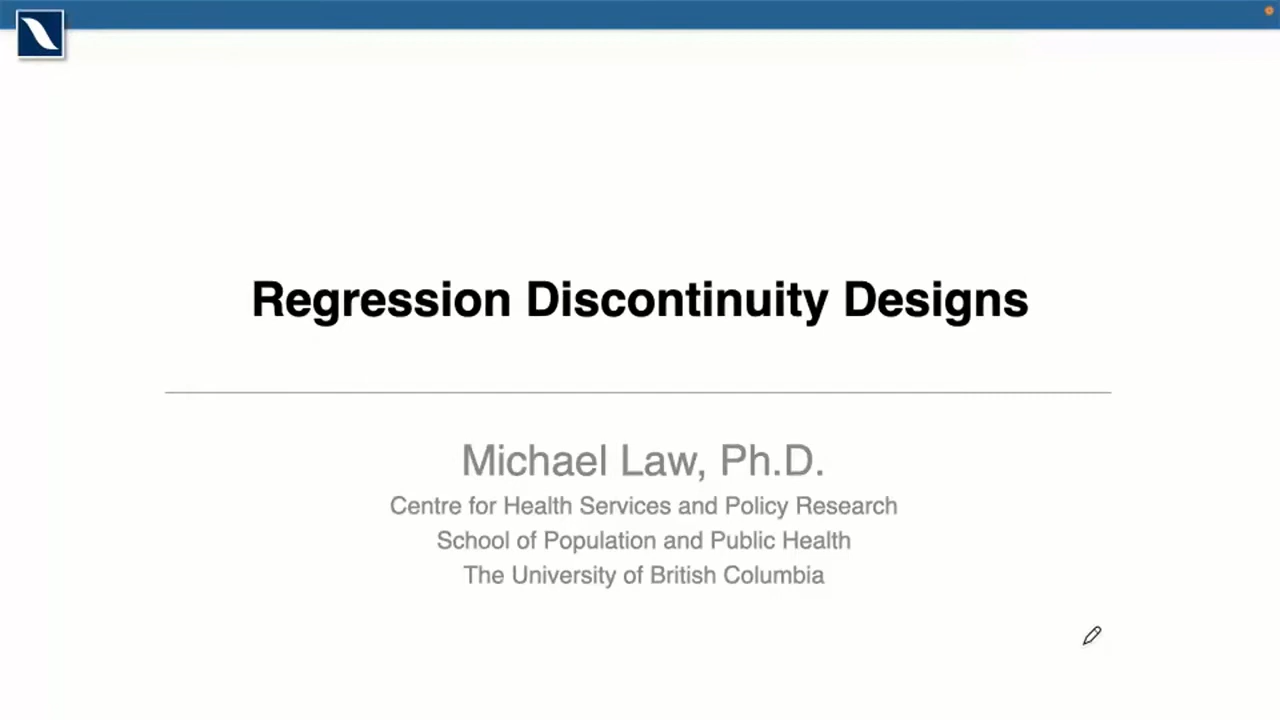 Regression Discontinuity Designs
Michael Law, Ph.D.
Centre for Health Services and Policy Research
School of Population and Public Health
The University of British Columbia